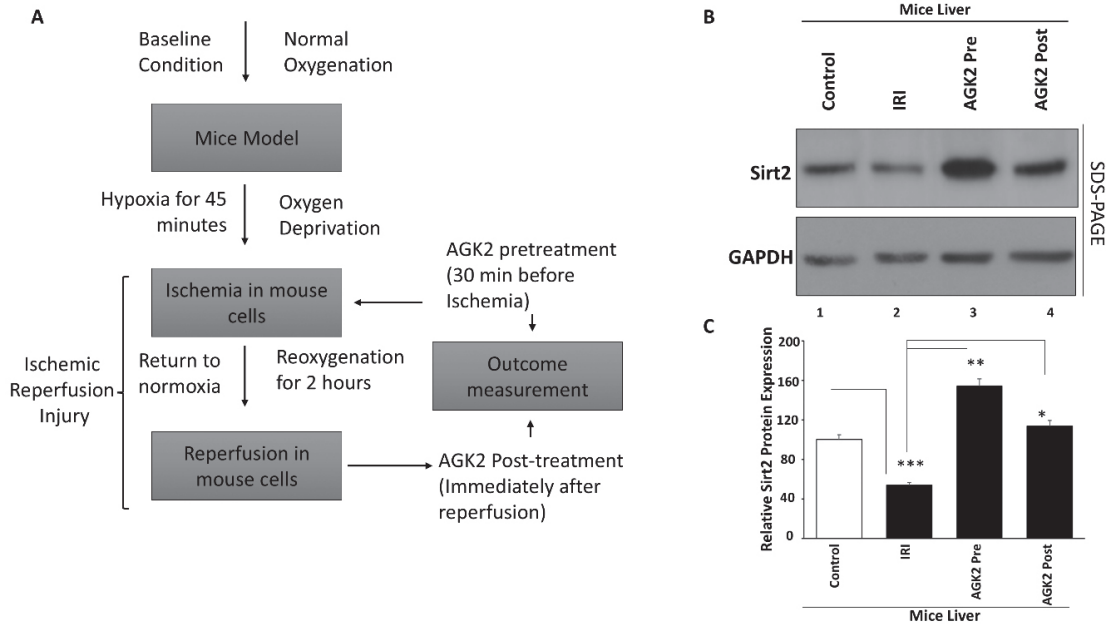 A
Baseline
Condition
Normal
Oxygenation
Mice Model
Hypoxia for 45
minutes
Oxygen
Deprivation
AGK2 pretreatment
(30 min before
Ischemia)
Ischemia in mouse
cells
Ischemic
Reperfusion
Injury
Return to
normoxia
Reoxygenation
for 2 hours
Outcome
measurement
Reperfusion in
mouse cells
AGK2 Post-treatment
(Immediately after
reperfusion)
B
Mice Liver
Control
IRI
AGK2 Pre
AGK2 Post
Sirt2
GAPDH
SDS-PAGE
1 2 3 4
C
Relative Sirt2 Protein Expression
200
160
120
80
40
0
***
**
*
Control
IRI
AGK2 Pre
AGK2 Post
Mice Liver